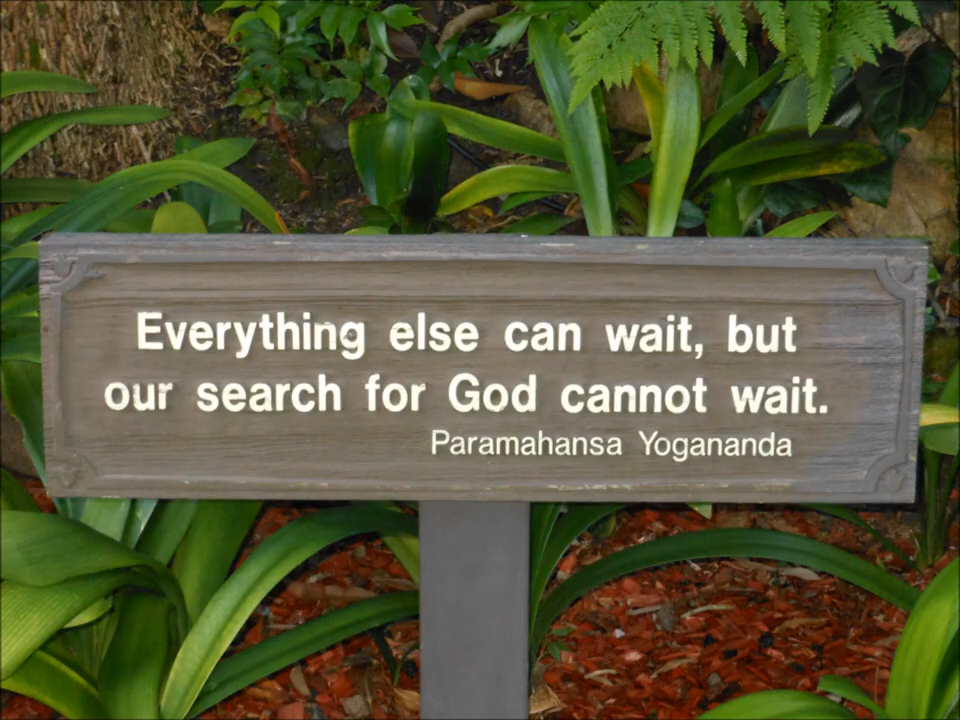 Everything else can wait, but
our search for God cannot wait.
Paramahansa Yogananda